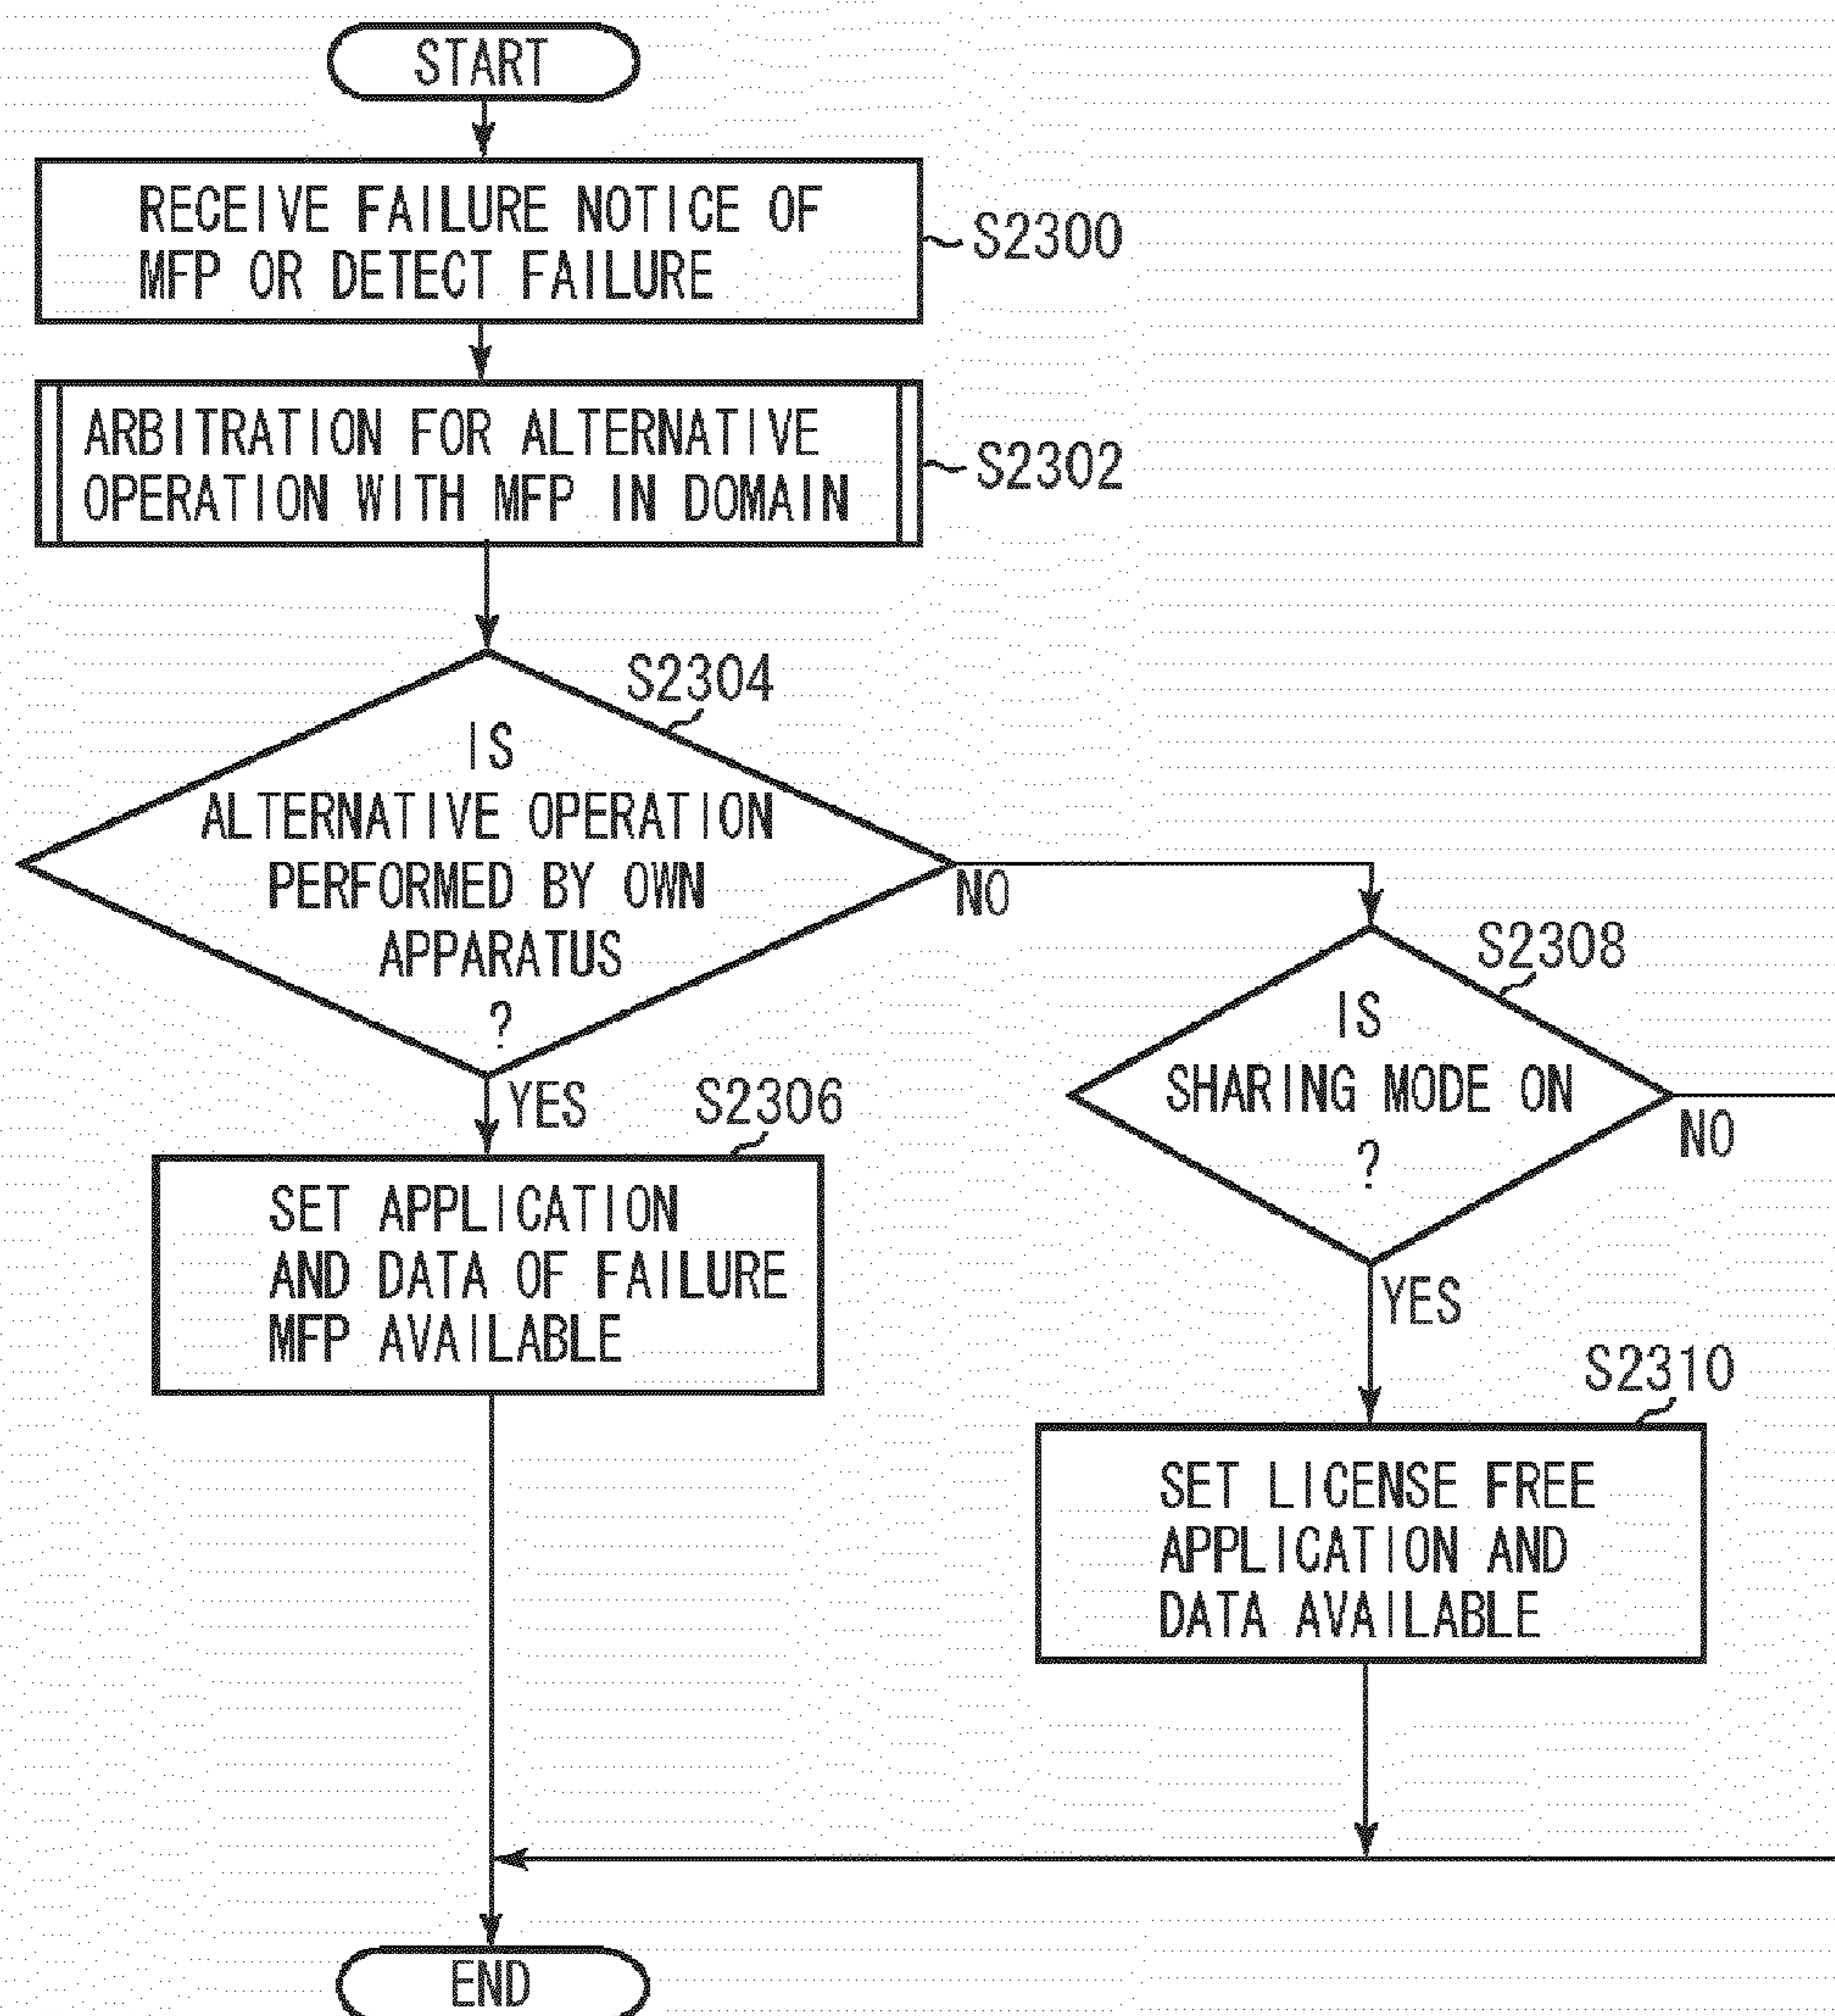 START
RECEIVE FAILURE NOTICE OF
MFP OR DETECT FAILURE
S2300
ARBITRATION FOR ALTERNATIVE
OPERATION WITH MFP IN DOMAIN
S2302
S2304
IS
ALTERNATIVE OPERATION
PERFORMED BY OWN
APPARATUS
?
NO
YES
S2306
SET APPLICATION
AND DATA OF FAILURE
MFP AVAILABLE
S2308
IS
SHARING MODE ON
?
NO
YES
S2310
SET LICENSE FREE
APPLICATION AND
DATA AVAILABLE
END